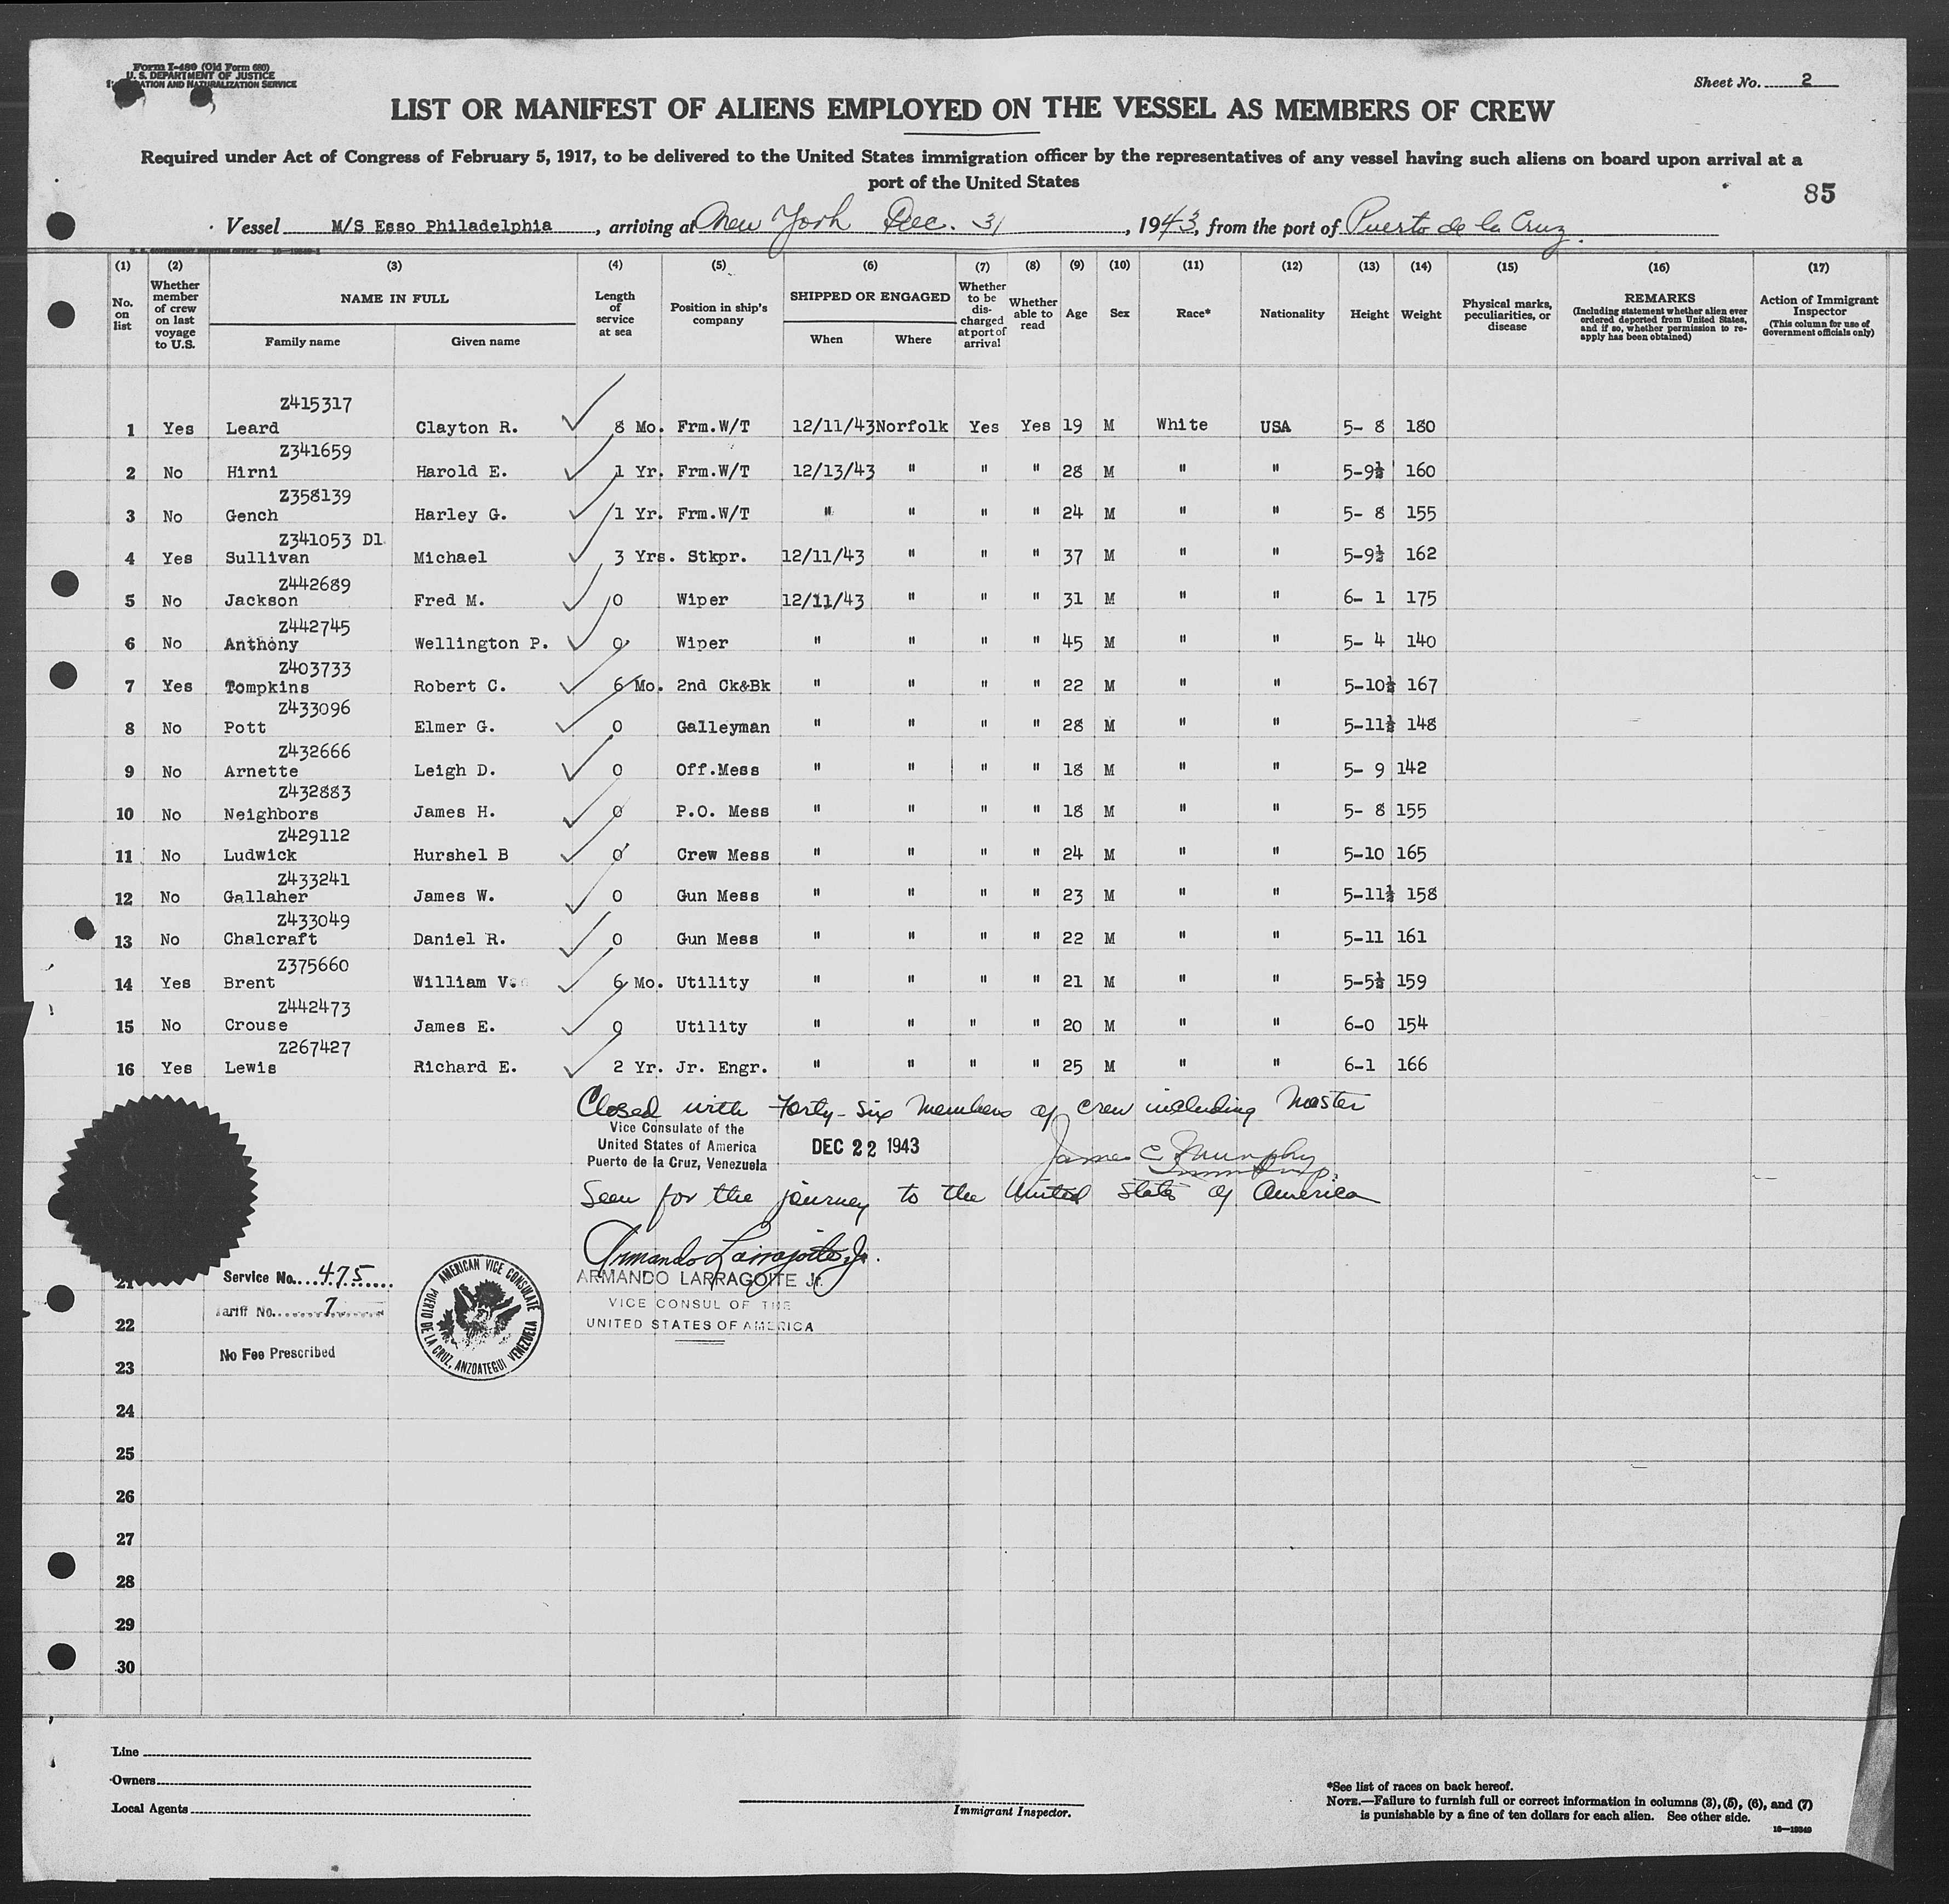 Form I-480 (Old Form 680)
U. S. DEPARTMENT OF JUSTICE
ATION AND NATURALIZATION SERVICE
Sheet No. 2
LIST OR MANIFEST OF ALIENS EMPLOYED ON THE VESSEL AS MEMBERS OF CREW
Required under Act of Congress of February 5, 1917, to be delivered to the United States immigration officer by the representatives of any vessel having such aliens on board upon arrival at a
port of the United States
85
Vessel M/S Esso Philadelphia, arriving at New York Dec. 31, 1943, from the port of Puerto de la Cruz.
(1) (2) (3) (4) (5) (6) (7) (8) (9) (10) (11) (12) (13) (14) (15) (16) (17)
No. on list
Whether member of crew on last voyage to U.S.
NAME IN FULL
Family name Given name
Length of service at sea
Position in ship's company
SHIPPED OR ENGAGED
When Where
Whether to be discharged at port of arrival
Whether able to read
Age Sex Race* Nationality Height Weight
Physical marks, peculiarities, or disease
REMARKS
(Including statement whether alien ever ordered deported from United States, and if so, whether permission to reapply has been obtained)
Action of Immigrant Inspector
(This column for use of Government officials only)
Z415317
1 Yes Leard Clayton R. 8 Mo. Frm.W/T 12/11/43 Norfolk Yes Yes 19 M White USA 5- 8 180
Z341659
2 No Hirni Harold E. 1 Yr. Frm.W/T 12/13/43 " " " 28 M " " 5-9½ 160
Z358139
3 No Gench Harley G. 1 Yr. Frm.W/T " " " " 24 M " " 5- 8 155
Z341053 D1
4 Yes Sullivan Michael 3 Yrs. Stkpr. 12/11/43 " " " 37 M " " 5-9½ 162
Z442689
5 No Jackson Fred M. 0 Wiper 12/11/43 " " " 31 M " " 6- 1 175
Z442745
6 No Anthony Wellington P. 0 Wiper " " " " 45 M " " 5- 4 140
Z403733
7 Yes Tompkins Robert C. 6 Mo. 2nd Ck&Bk " " " " 22 M " " 5-10½ 167
Z433096
8 No Pott Elmer G. 0 Galleyman " " " " 28 M " " 5-11½ 148
Z432666
9 No Arnette Leigh D. 0 Off.Mess " " " " 18 M " " 5- 9 142
Z432883
10 No Neighbors James H. 0 P.O. Mess " " " " 18 M " " 5- 8 155
Z429112
11 No Ludwick Hurshel B 0 Crew Mess " " " " 24 M " " 5-10 165
Z433241
12 No Gallaher James W. 0 Gun Mess " " " " 23 M " " 5-11½ 158
Z433049
13 No Chalcraft Daniel R. 0 Gun Mess " " " " 22 M " " 5-11 161
Z375660
14 Yes Brent William V. 6 Mo. Utility " " " " 21 M " " 5-5½ 159
Z442473
15 No Crouse James E. 0 Utility " " " " 20 M " " 6-0 154
Z267427
16 Yes Lewis Richard E. 2 Yr. Jr. Engr. " " " " 25 M " " 6-1 166
Closed with Forty-six members of crew including Master
Vice Consulate of the
United States of America
Puerto de la Cruz, Venezuela
DEC 22 1943
James C
Seen for the journey to the United States of America
Armando Larragoite Jr.
ARMANDO LARRAGOITE Jr.
VICE CONSUL OF THE
UNITED STATES OF AMERICA
21
Service No. 475
Tariff No. 7
No Fee Prescribed
AMERICAN VICE CONSULATE
PUERTO DE LA CRUZ, ANZOATEGUI VENEZUELA
22
23
24
25
26
27
28
29
30
Line
Owners
Local Agents
Immigrant Inspector.
*See list of races on back hereof.
NOTE.—Failure to furnish full or correct information in columns (3), (5), (6), and (7)
is punishable by a fine of ten dollars for each alien. See other side.
16—19349